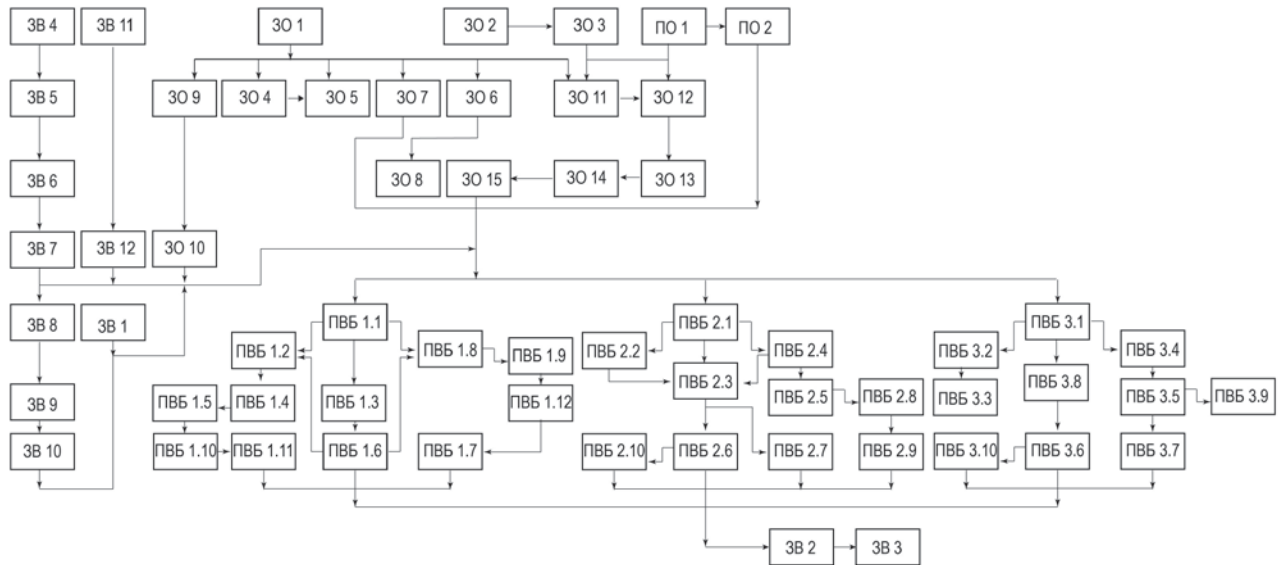 ЗВ 4
ЗВ 11
ЗО 1
ЗО 2
ЗО 3
ПО 1
ПО 2
ЗВ 5
ЗО 9
ЗО 4
ЗО 5
ЗО 7
ЗО 6
ЗО 11
ЗО 12
ЗВ 6
ЗО 8
ЗО 15
ЗО 14
ЗО 13
ЗВ 7
ЗВ 12
ЗО 10
ЗВ 8
ЗВ 1
ПВБ 1.1
ПВБ 2.1
ПВБ 3.1
ПВБ 1.2
ПВБ 1.8
ПВБ 1.9
ПВБ 2.2
ПВБ 2.4
ПВБ 3.2
ПВБ 3.4
ПВБ 2.3
ПВБ 3.8
ЗВ 9
ПВБ 1.5
ПВБ 1.4
ПВБ 1.3
ПВБ 1.12
ПВБ 2.5
ПВБ 2.8
ПВБ 3.3
ПВБ 3.5
ПВБ 3.9
ЗВ 10
ПВБ 1.10
ПВБ 1.11
ПВБ 1.6
ПВБ 1.7
ПВБ 2.10
ПВБ 2.6
ПВБ 2.7
ПВБ 2.9
ПВБ 3.10
ПВБ 3.6
ПВБ 3.7
ЗВ 2
ЗВ 3